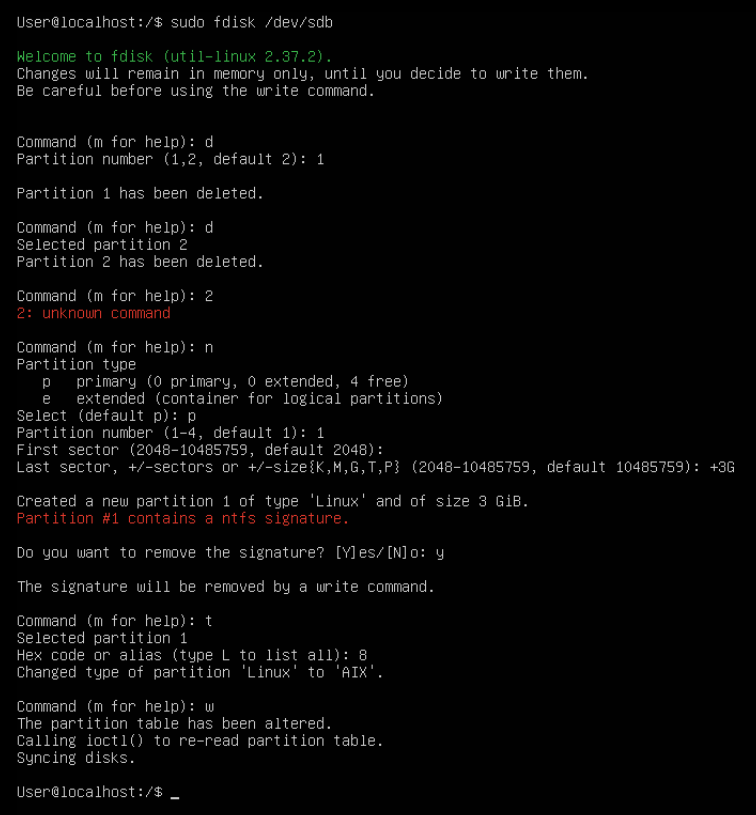 User@localhost:/$ sudo fdisk /dev/sdb
Welcome to fdisk (util-linux 2.37.2).
Changes will remain in memory only, until you decide to write them.
Be careful before using the write command.
Command (m for help): d
Partition number (1,2, default 2): 1
Partition 1 has been deleted.
Command (m for help): d
Selected partition 2
Partition 2 has been deleted.
Command (m for help): 2
2: unknown command
Command (m for help): n
Partition type
   p   primary (0 primary, 0 extended, 4 free)
   e   extended (container for logical partitions)
Select (default p): p
Partition number (1-4, default 1): 1
First sector (2048-10485759, default 2048):
Last sector, +/-sectors or +/-size{K,M,G,T,P} (2048-10485759, default 10485759): +3G
Created a new partition 1 of type 'Linux' and of size 3 GiB.
Partition #1 contains a ntfs signature.
Do you want to remove the signature? [Y]es/[N]o: y
The signature will be removed by a write command.
Command (m for help): t
Selected partition 1
Hex code or alias (type L to list all): 8
Changed type of partition 'Linux' to 'AIX'.
Command (m for help): w
The partition table has been altered.
Calling ioctl() to re-read partition table.
Syncing disks.
User@localhost:/$ _